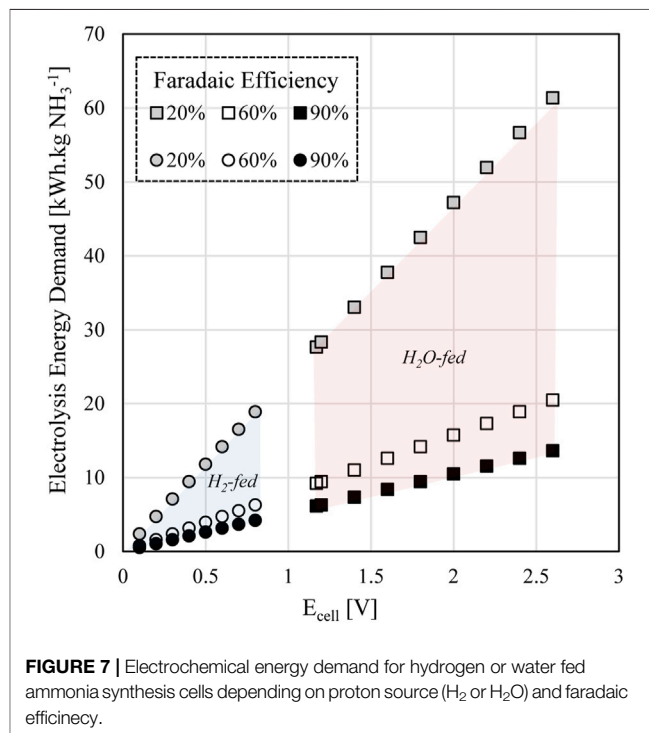 70
60
50
40
30
20
10
0
Electrolysis Energy Demand [kWh.kg NH₃⁻¹]
Faradaic Efficiency
20% 60% 90%
20% 60% 90%
H₂O-fed
H₂-fed
0 0.5 1 1.5 2 2.5 3
E_cell [V]
FIGURE 7 | Electrochemical energy demand for hydrogen or water fed
ammonia synthesis cells depending on proton source (H₂ or H₂O) and faradaic
efficinecy.